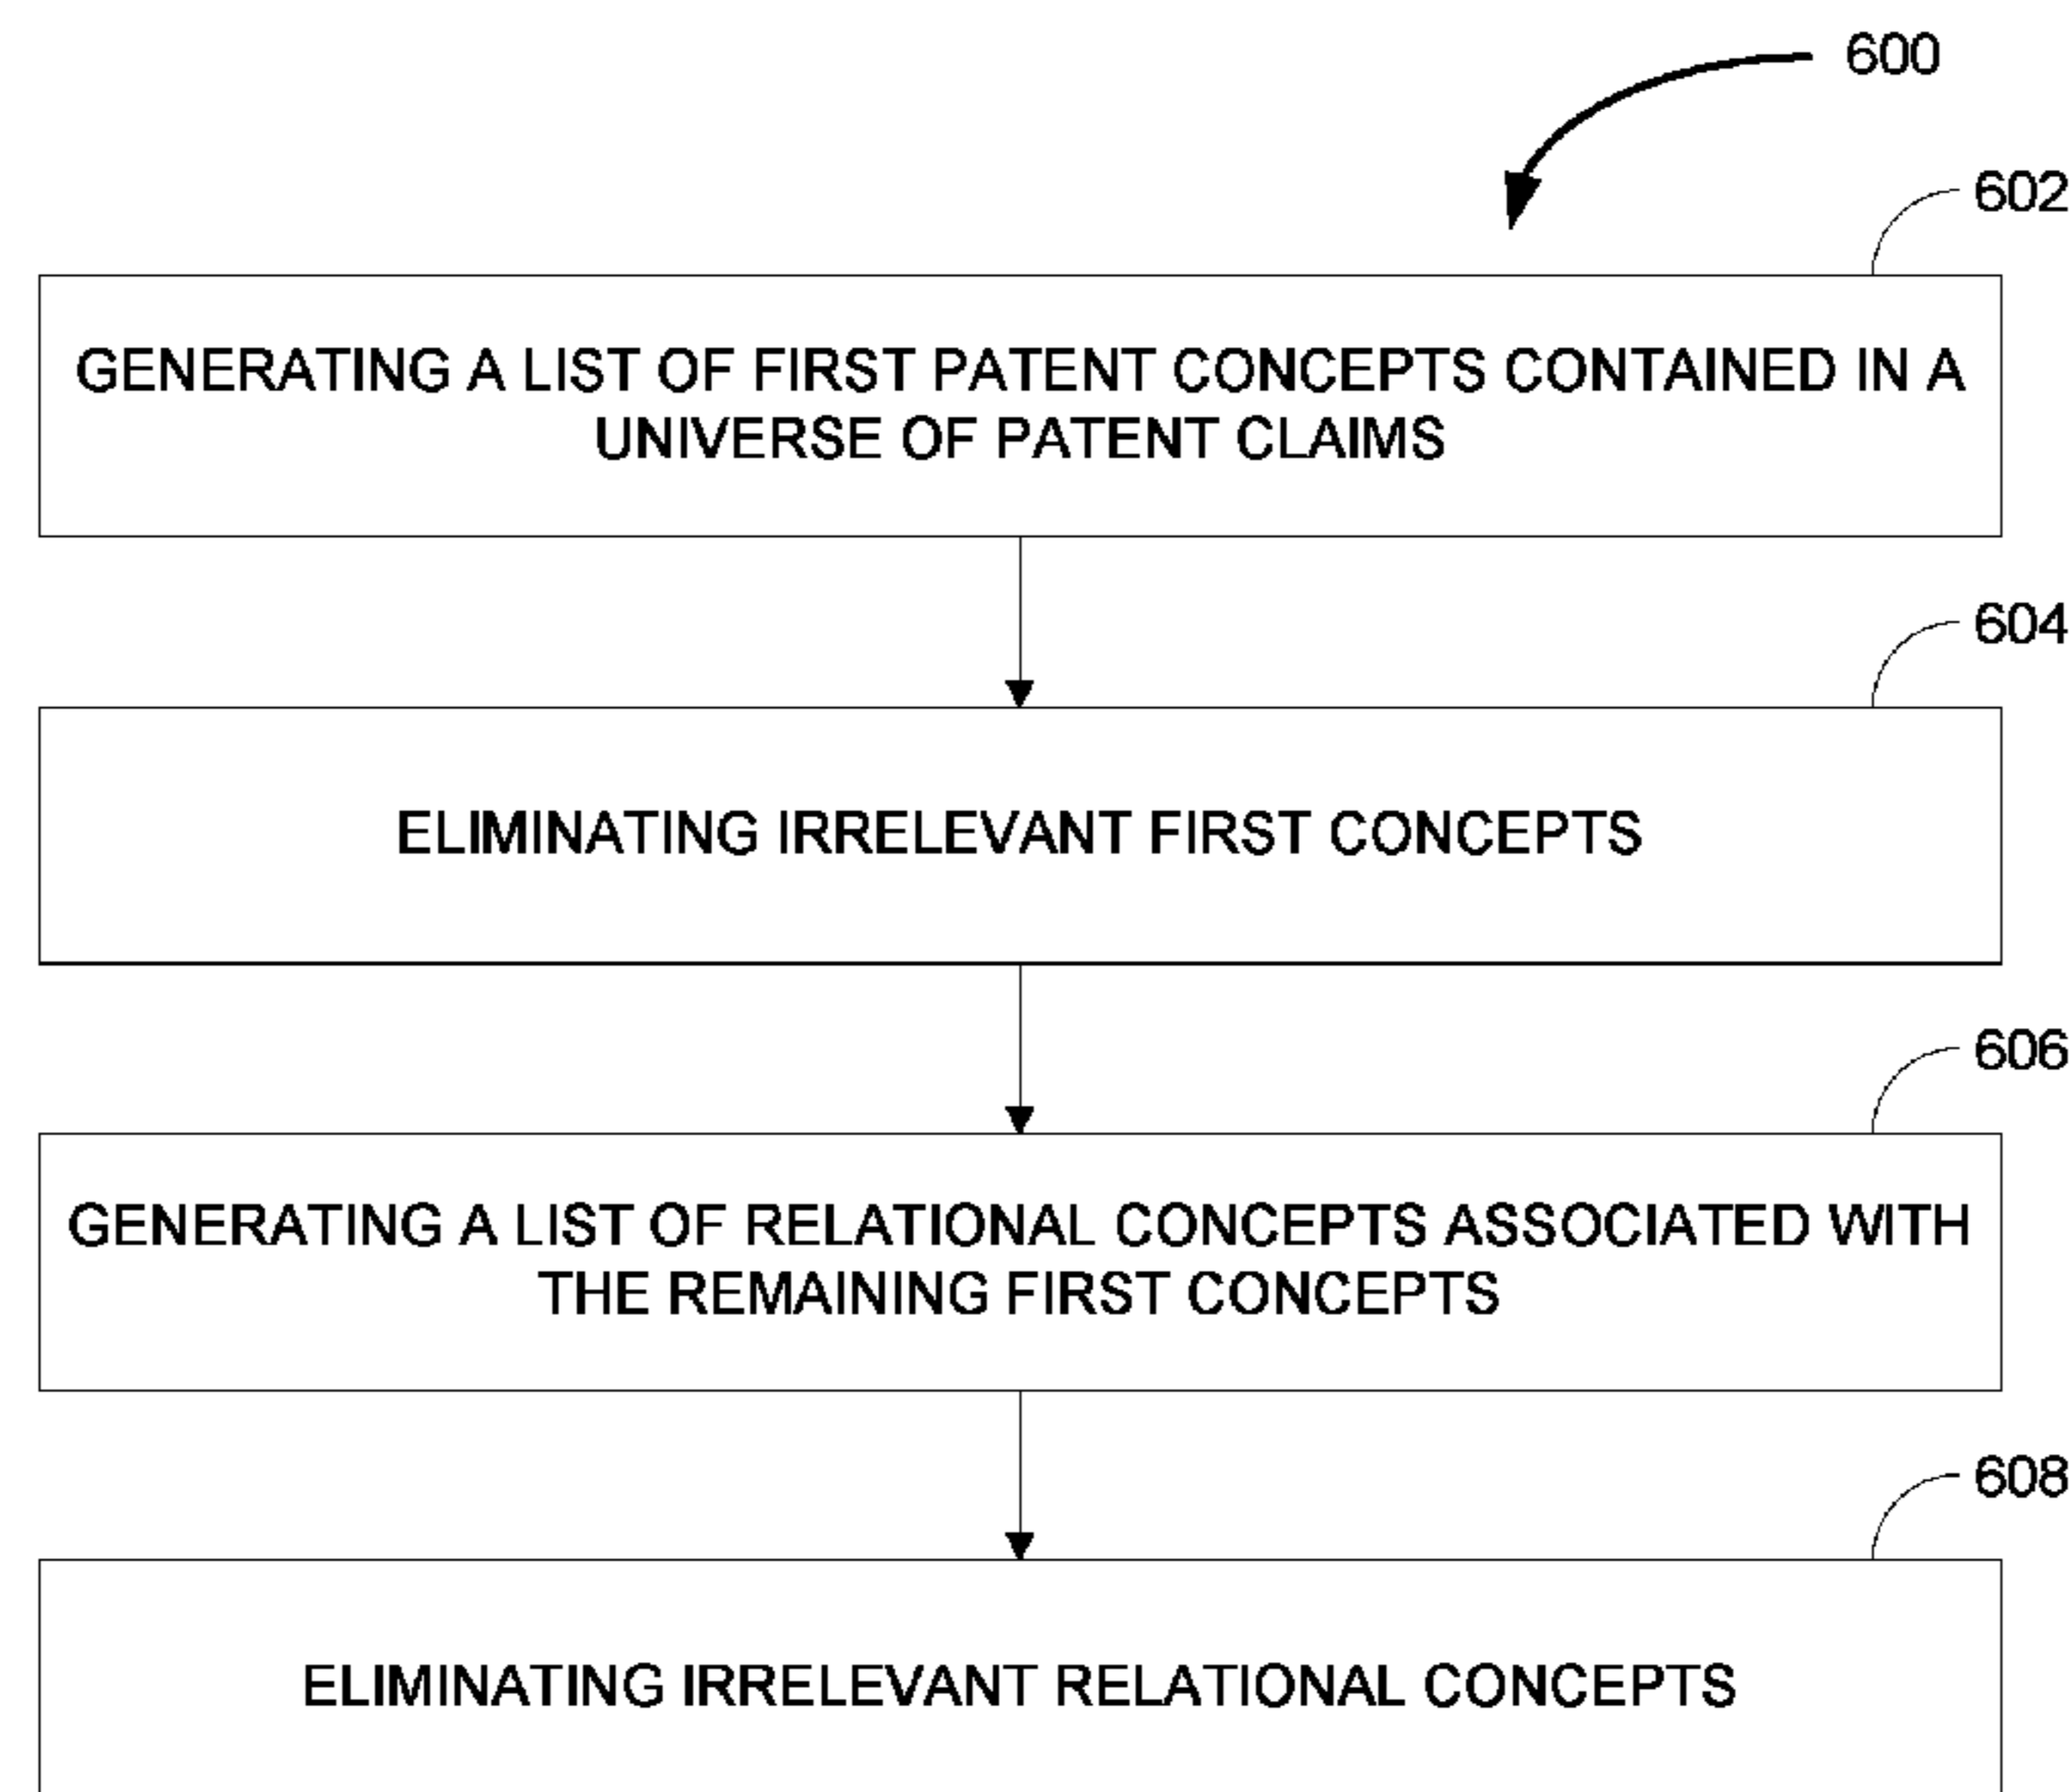 600
602
GENERATING A LIST OF FIRST PATENT CONCEPTS CONTAINED IN A
UNIVERSE OF PATENT CLAIMS
604
ELIMINATING IRRELEVANT FIRST CONCEPTS
606
GENERATING A LIST OF RELATIONAL CONCEPTS ASSOCIATED WITH
THE REMAINING FIRST CONCEPTS
608
ELIMINATING IRRELEVANT RELATIONAL CONCEPTS